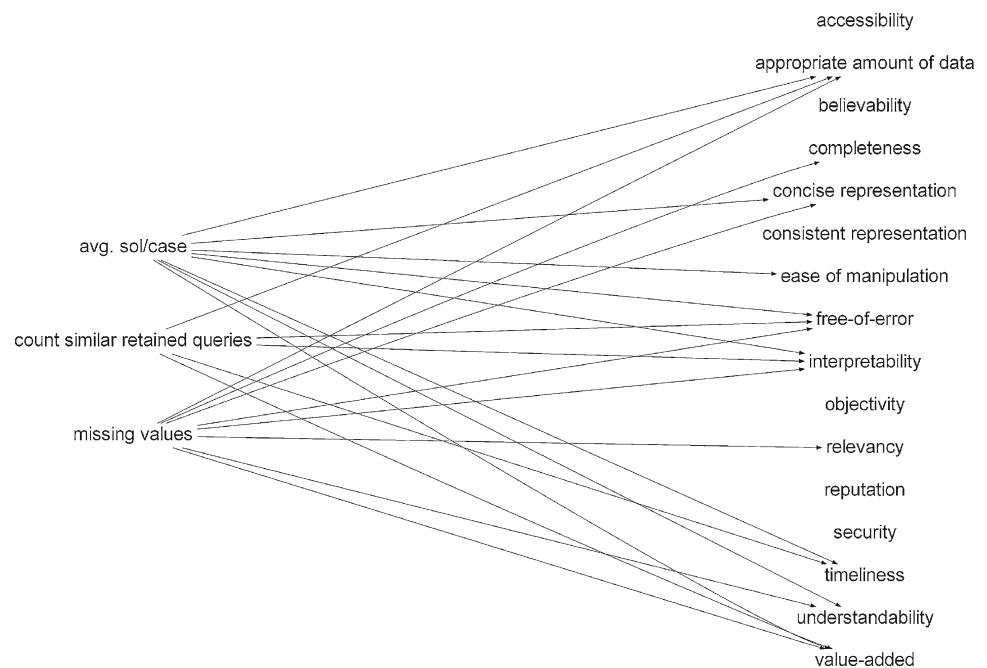 accessibility
appropriate amount of data
believability
completeness
concise representation
consistent representation
avg. sol/case
ease of manipulation
free-of-error
count similar retained queries
interpretability
objectivity
missing values
relevancy
reputation
security
timeliness
understandability
value-added